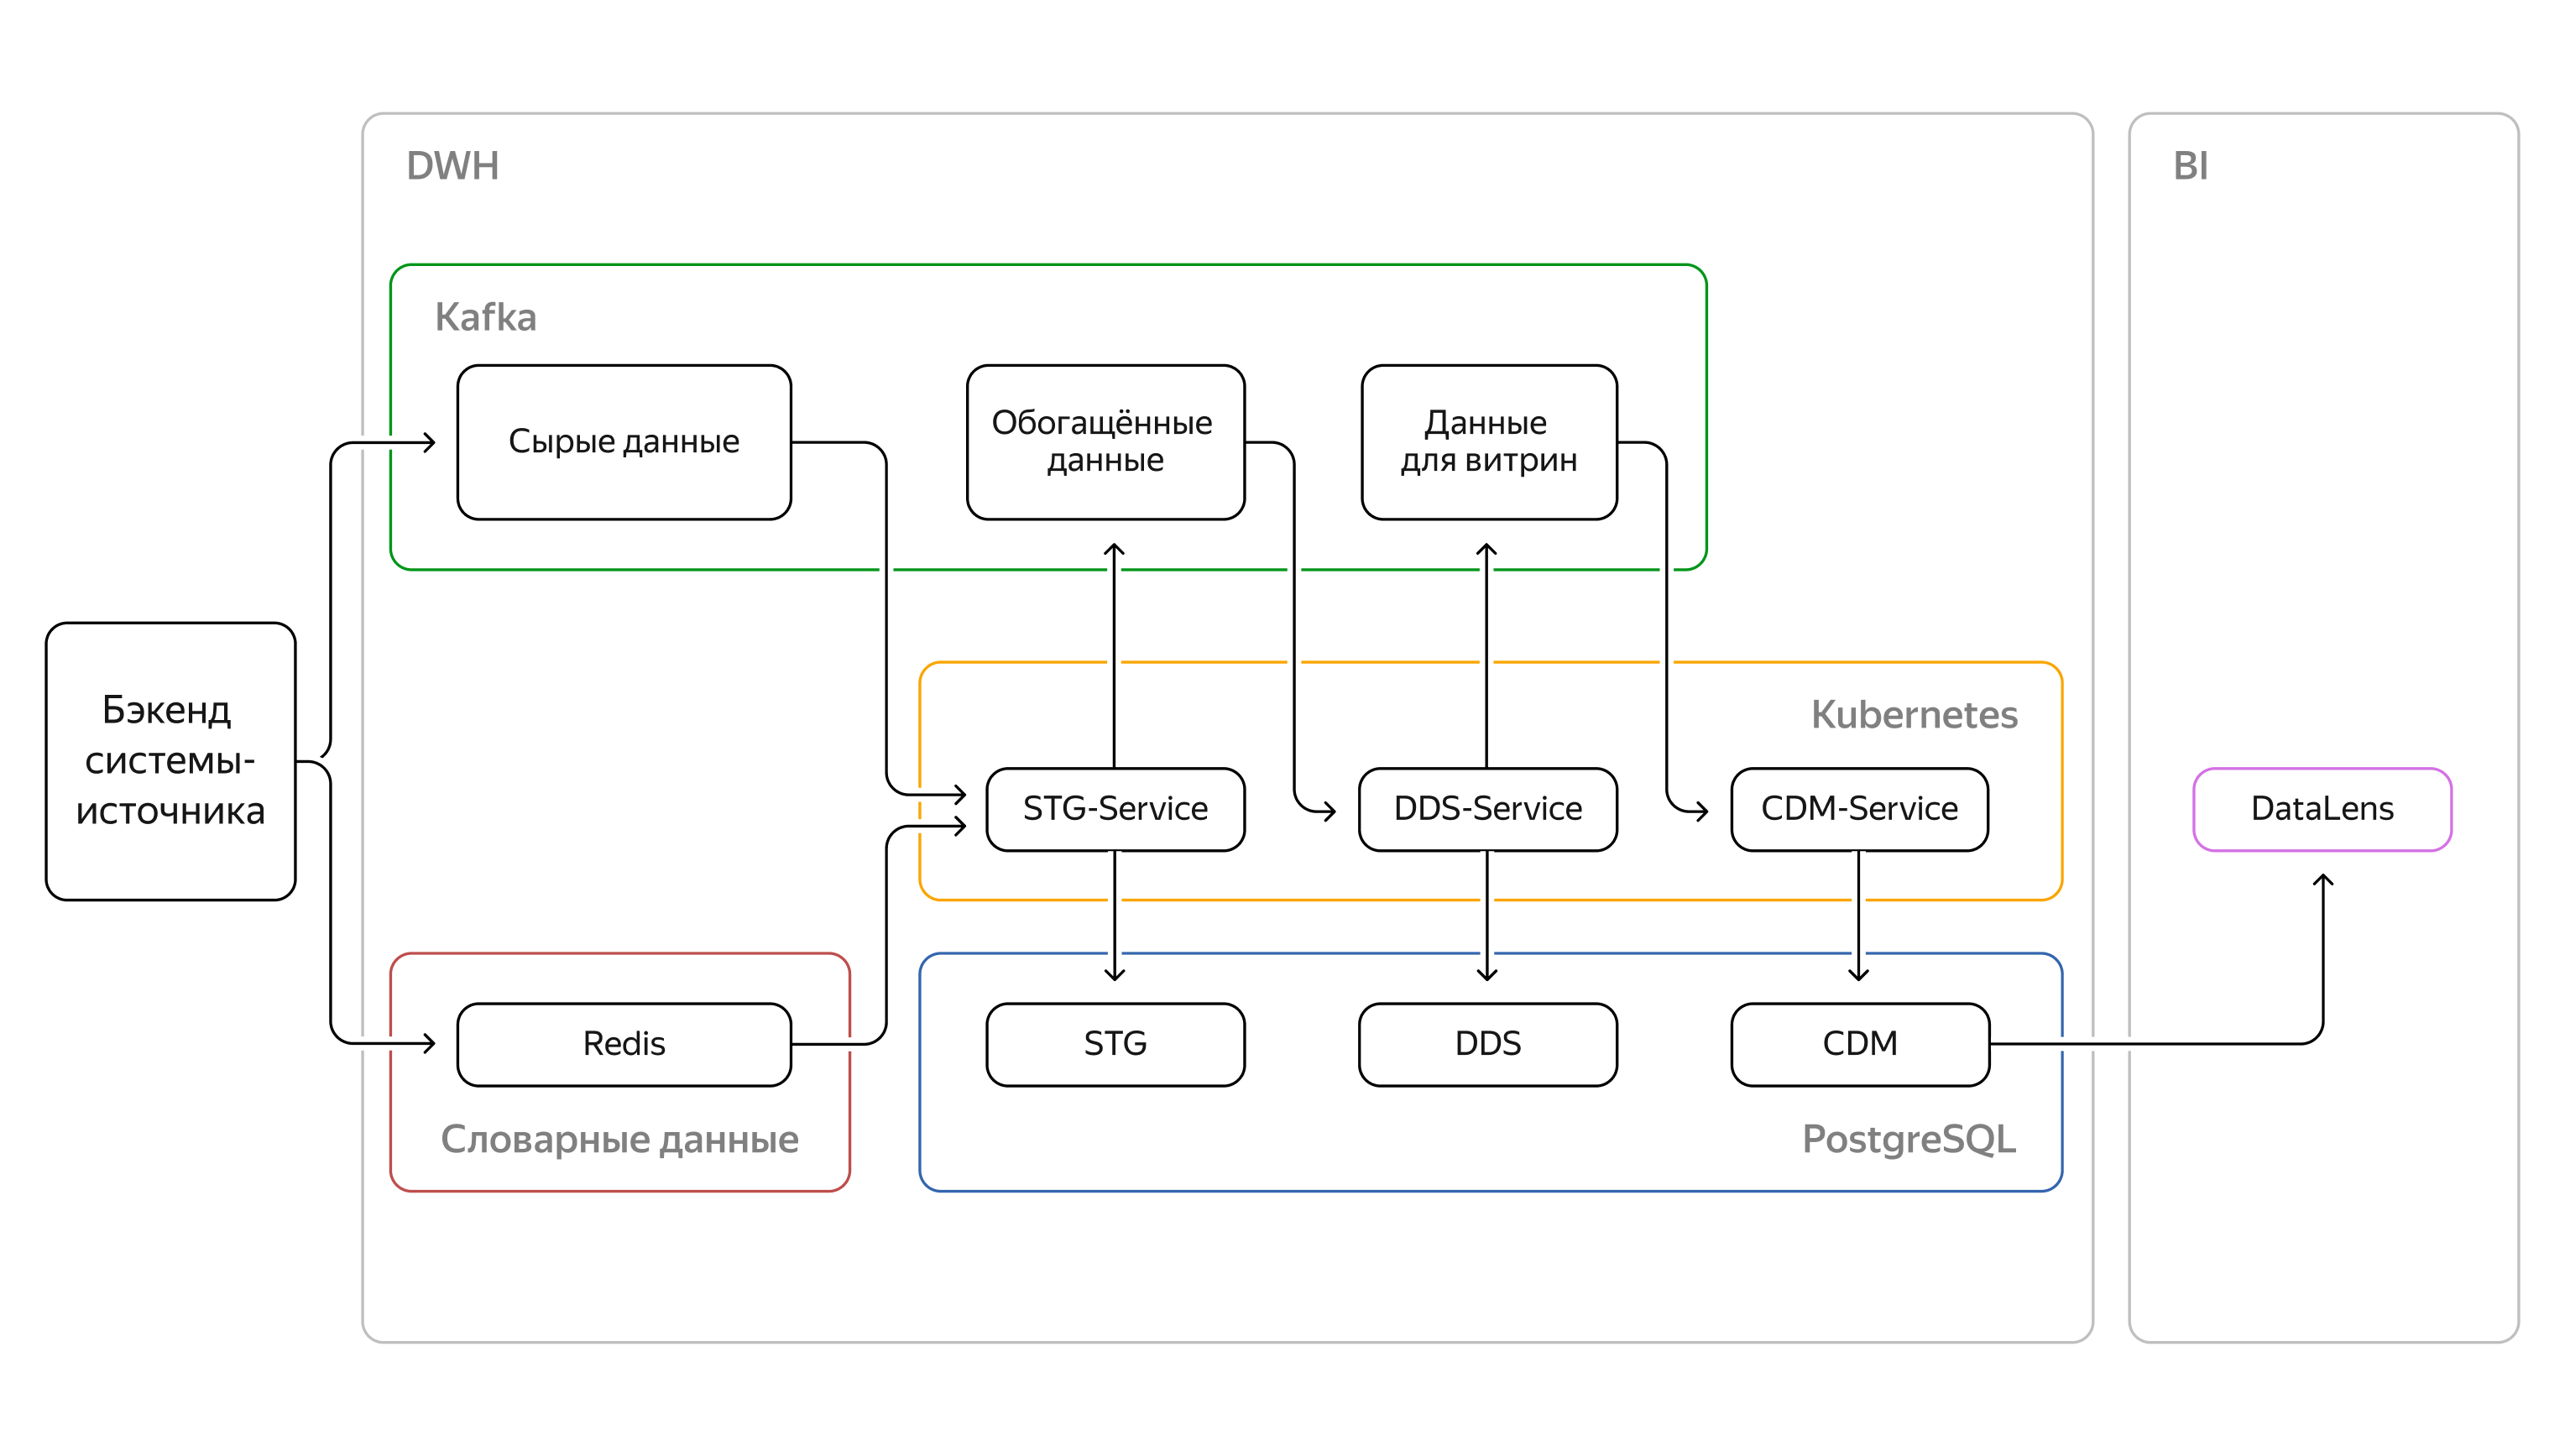 DWH
BI
Kafka
Сырые данные
Обогащённые
данные
Данные
для витрин
Бэкенд
системы-
источника
Kubernetes
STG-Service
DDS-Service
CDM-Service
DataLens
Redis
Словарные данные
STG
DDS
CDM
PostgreSQL